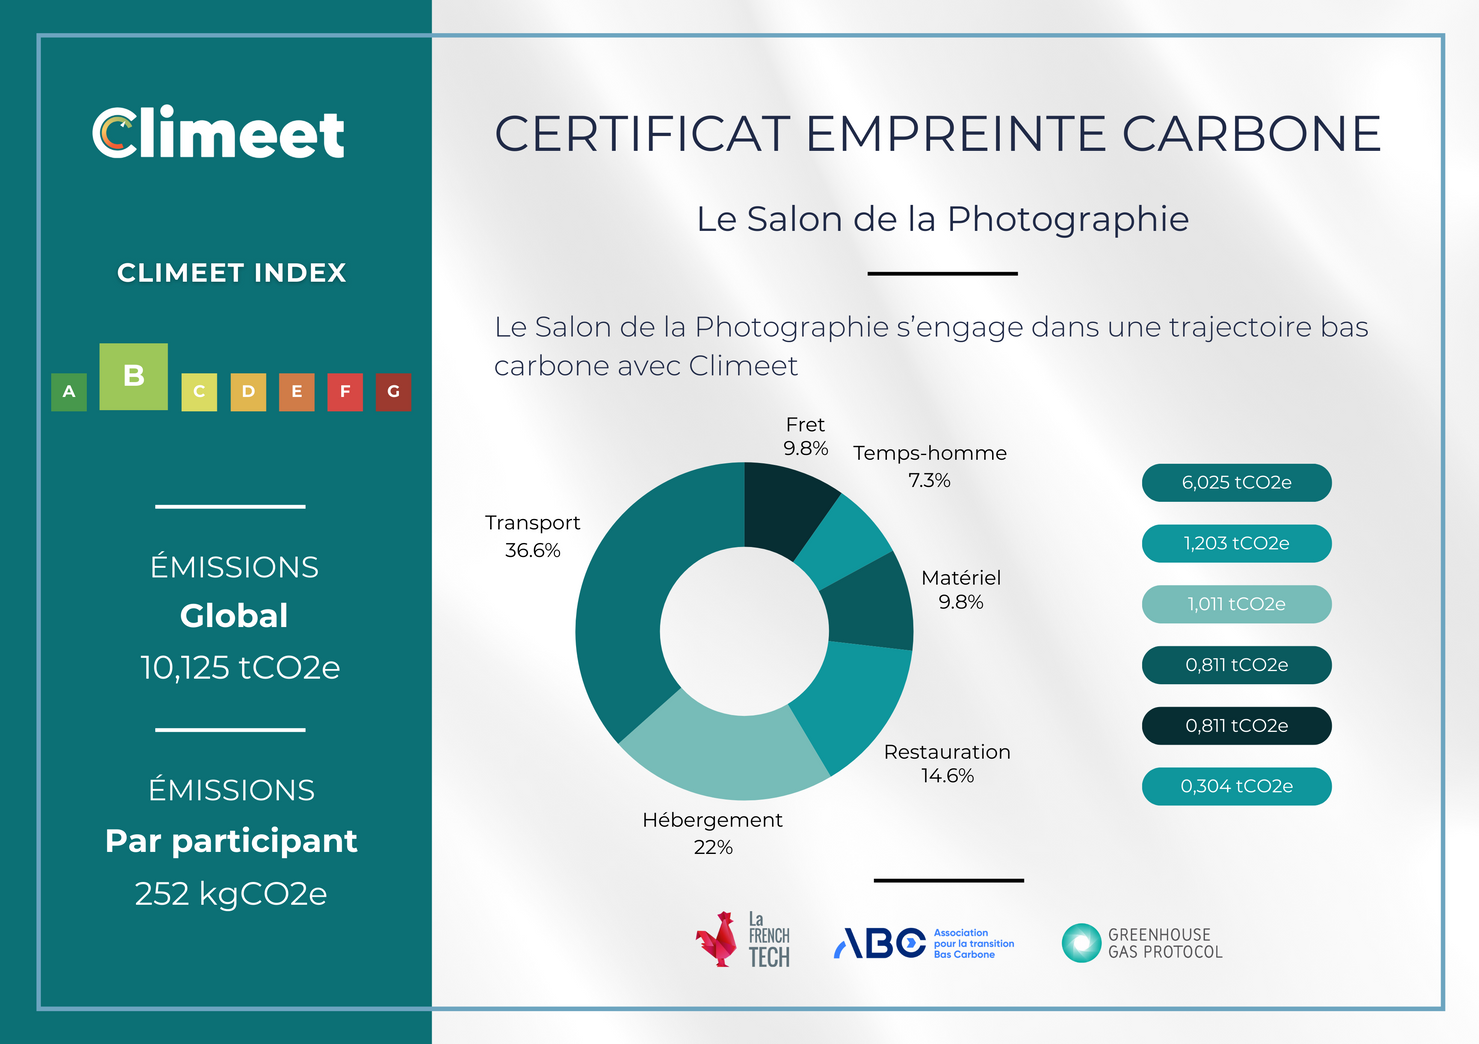 Climeet
CLIMEET INDEX
A B C D E F G
ÉMISSIONS
Global
10,125 tCO2e
ÉMISSIONS
Par participant
252 kgCO2e
CERTIFICAT EMPREINTE CARBONE
Le Salon de la Photographie
Le Salon de la Photographie s’engage dans une trajectoire bas
carbone avec Climeet
Fret
9.8%
Temps-homme
7.3%
Transport
36.6%
Matériel
9.8%
Restauration
14.6%
Hébergement
22%
6,025 tCO2e
1,203 tCO2e
1,011 tCO2e
0,811 tCO2e
0,811 tCO2e
0,304 tCO2e
La
FRENCH
TECH
ABC
Association
pour la transition
Bas Carbone
GREENHOUSE
GAS PROTOCOL